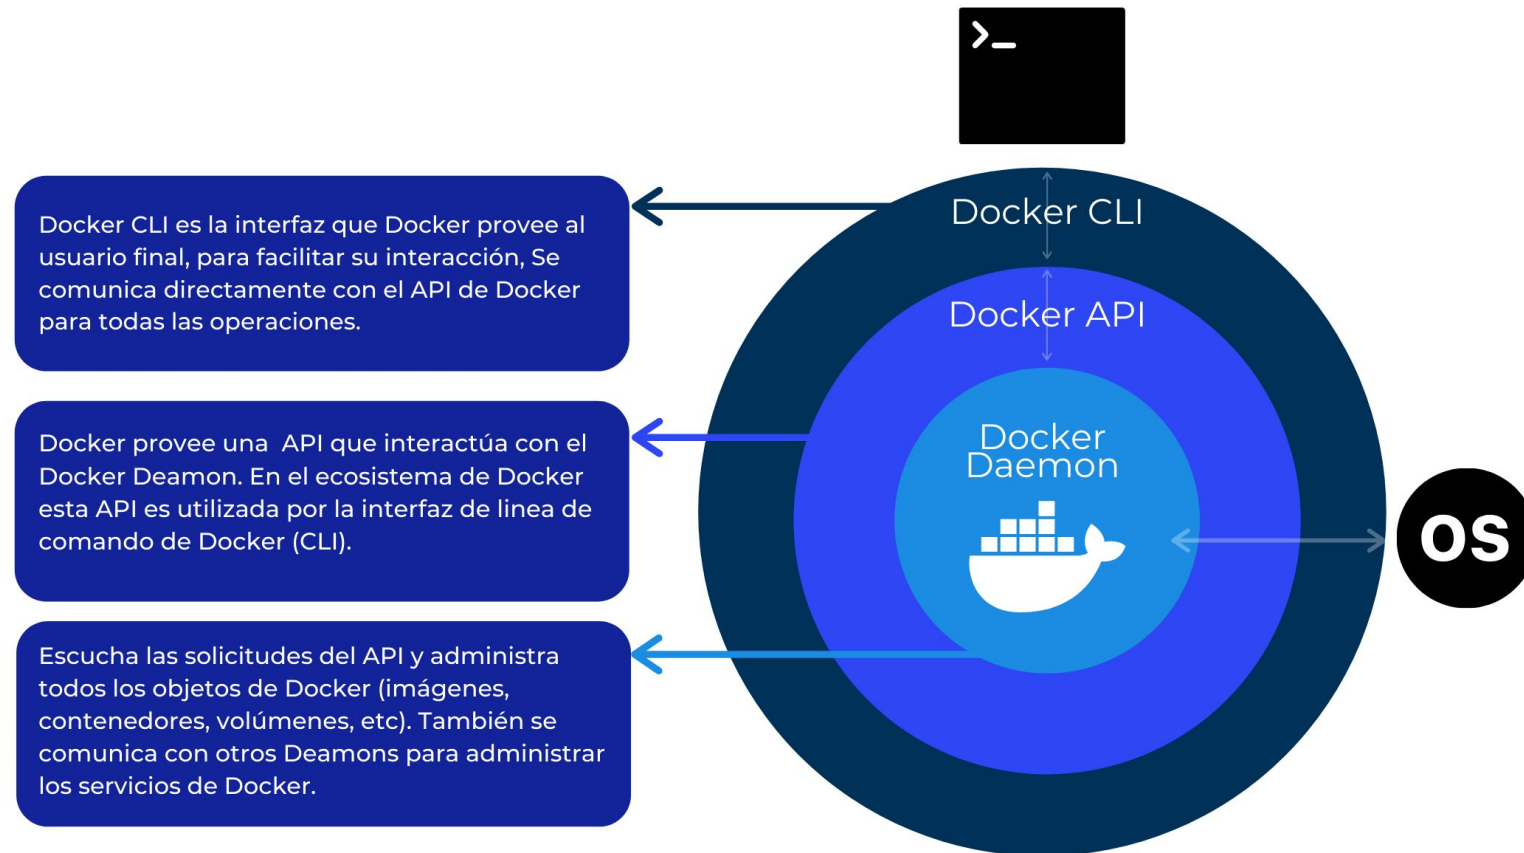 >_
Docker CLI es la interfaz que Docker provee al
usuario final, para facilitar su interacción, Se
comunica directamente con el API de Docker
para todas las operaciones.
Docker provee una  API que interactúa con el
Docker Deamon. En el ecosistema de Docker
esta API es utilizada por la interfaz de linea de
comando de Docker (CLI).
Escucha las solicitudes del API y administra
todos los objetos de Docker (imágenes,
contenedores, volúmenes, etc). También se
comunica con otros Deamons para administrar
los servicios de Docker.
Docker CLI
Docker API
Docker
Daemon
OS